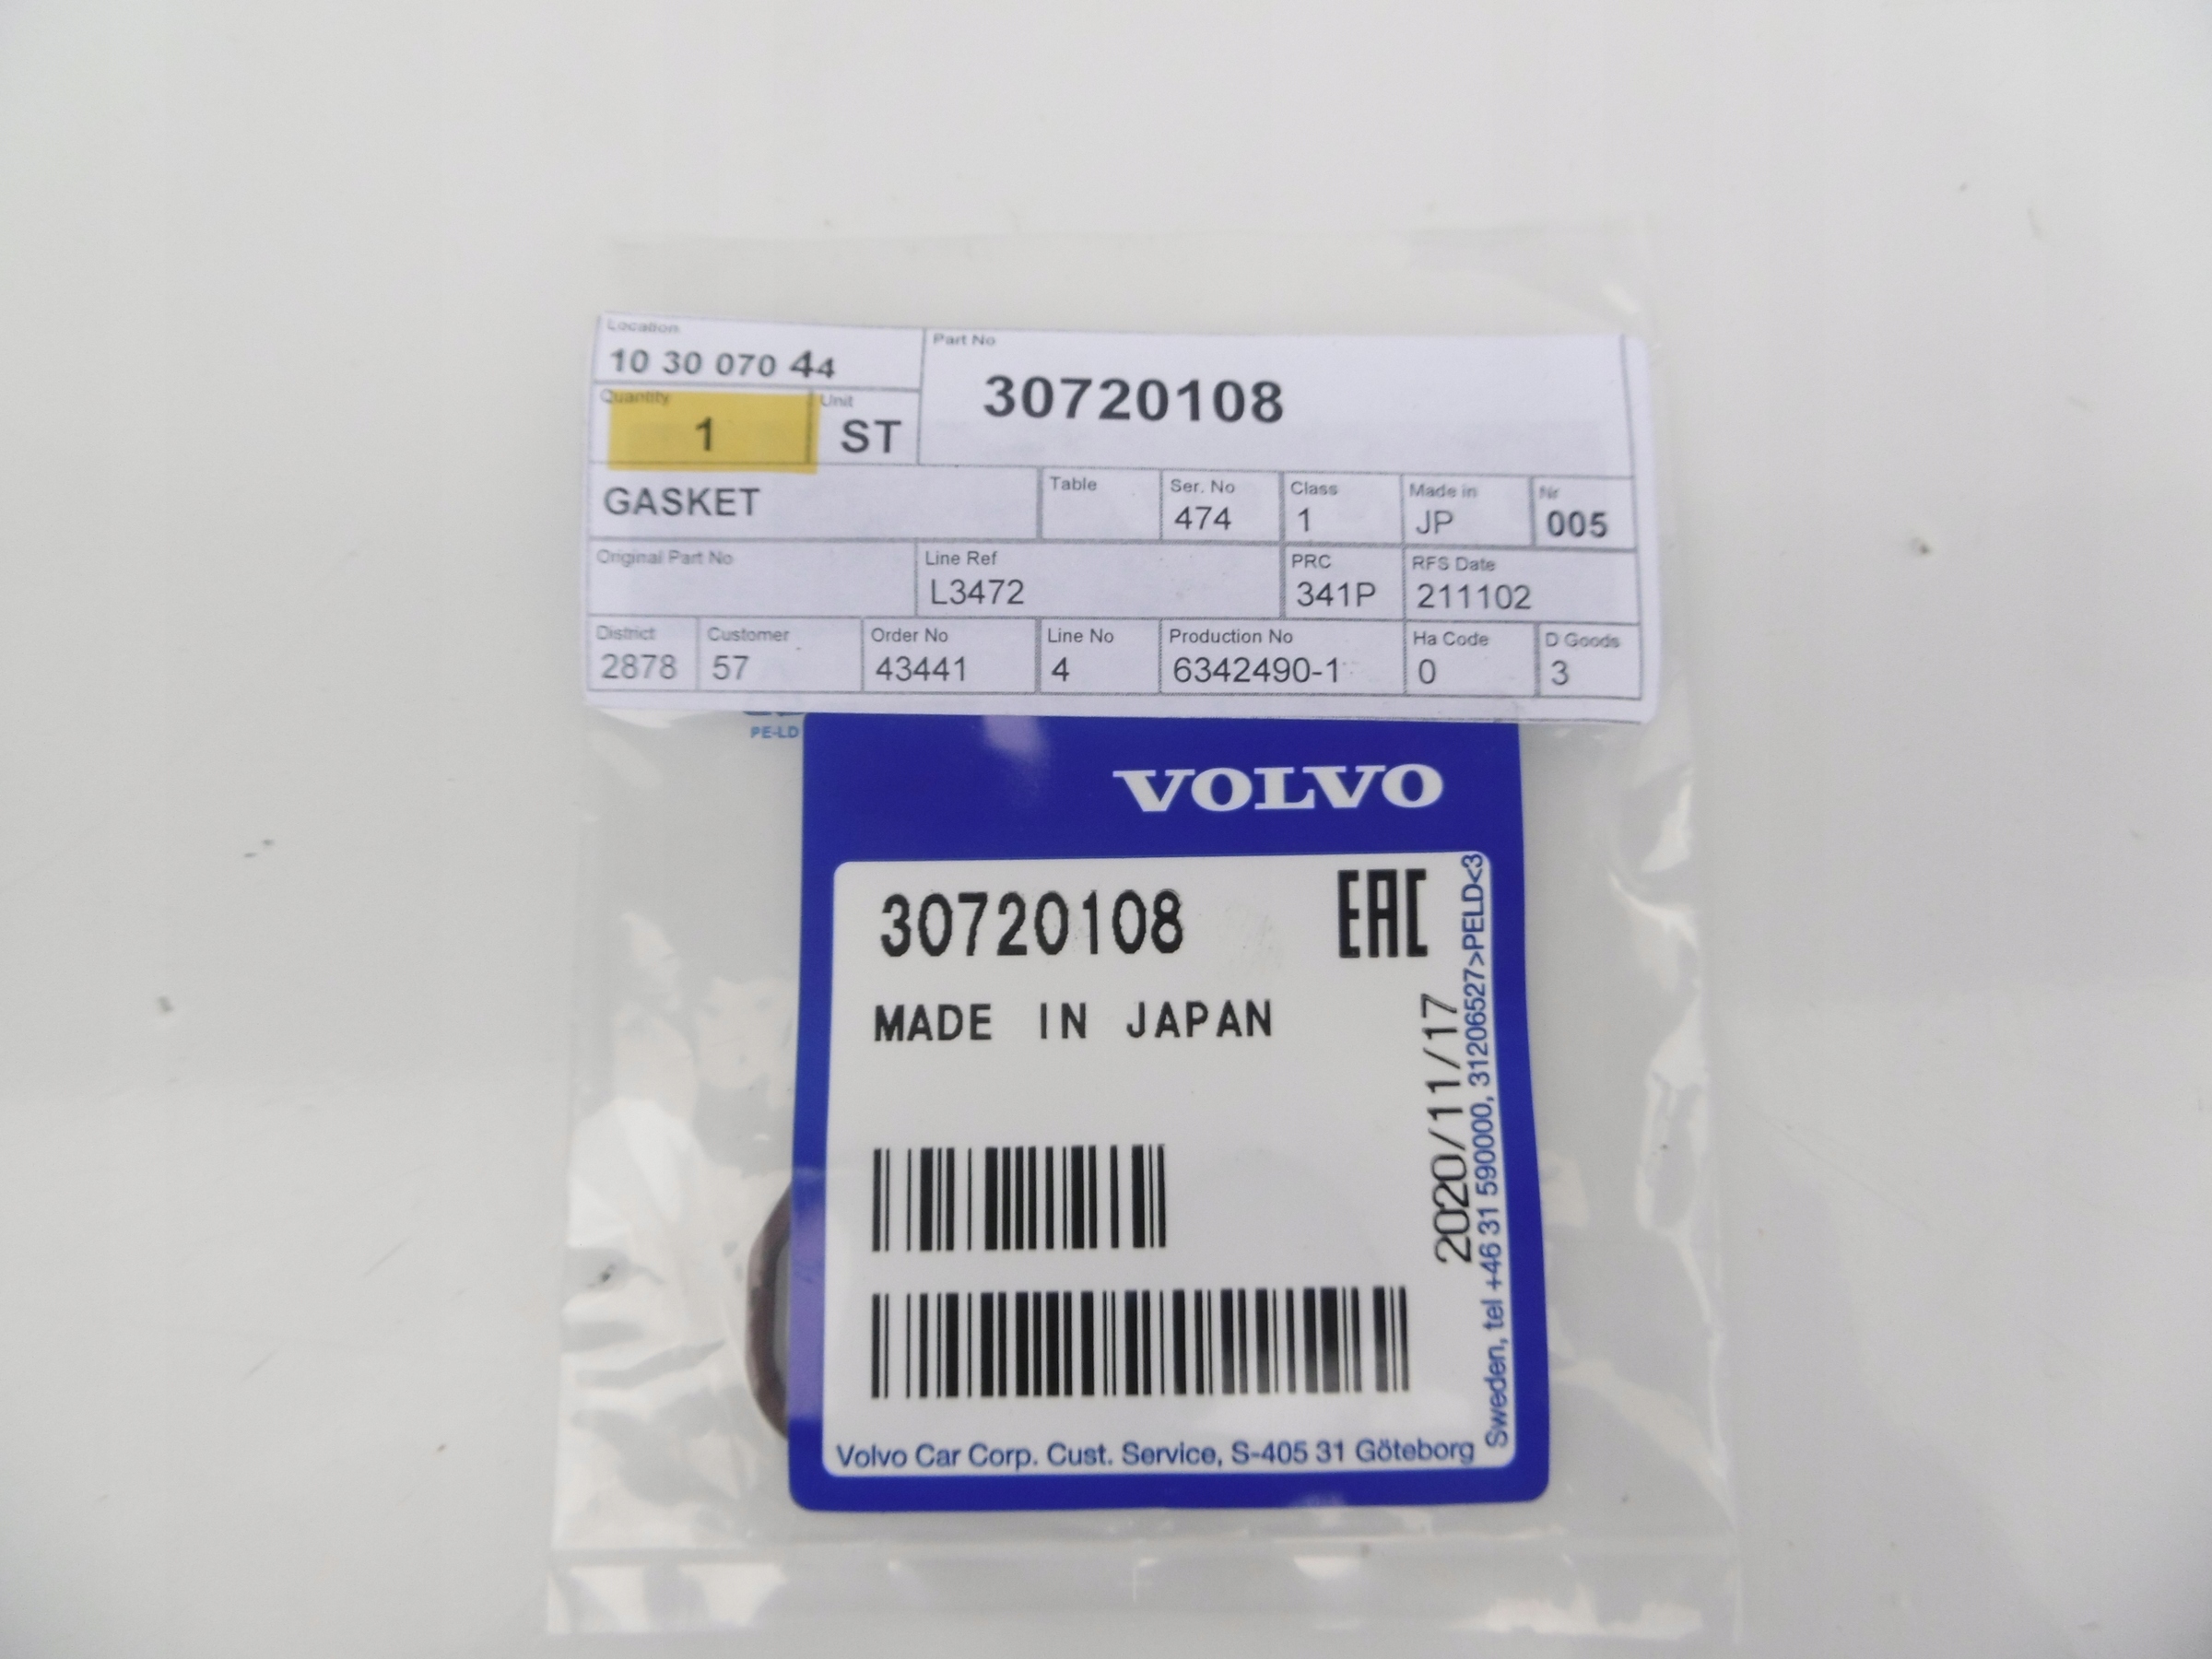 Location
10 30 070 44
Part No
30720108
Quantity
1
Unit
ST
GASKET
Table
Ser. No
474
Class
1
Made in
JP
Nr
005
Original Part No
Line Ref
L3472
PRC
341P
RFS Date
211102
District
2878
Customer
57
Order No
43441
Line No
4
Production No
6342490-1
Ha Code
0
D Goods
3
PE-LD
VOLVO
30720108
EAC
MADE IN JAPAN
2020/11/17
Sweden, tel +46 31 590000, 31206527>PELD<3
Volvo Car Corp. Cust. Service, S-405 31 Göteborg